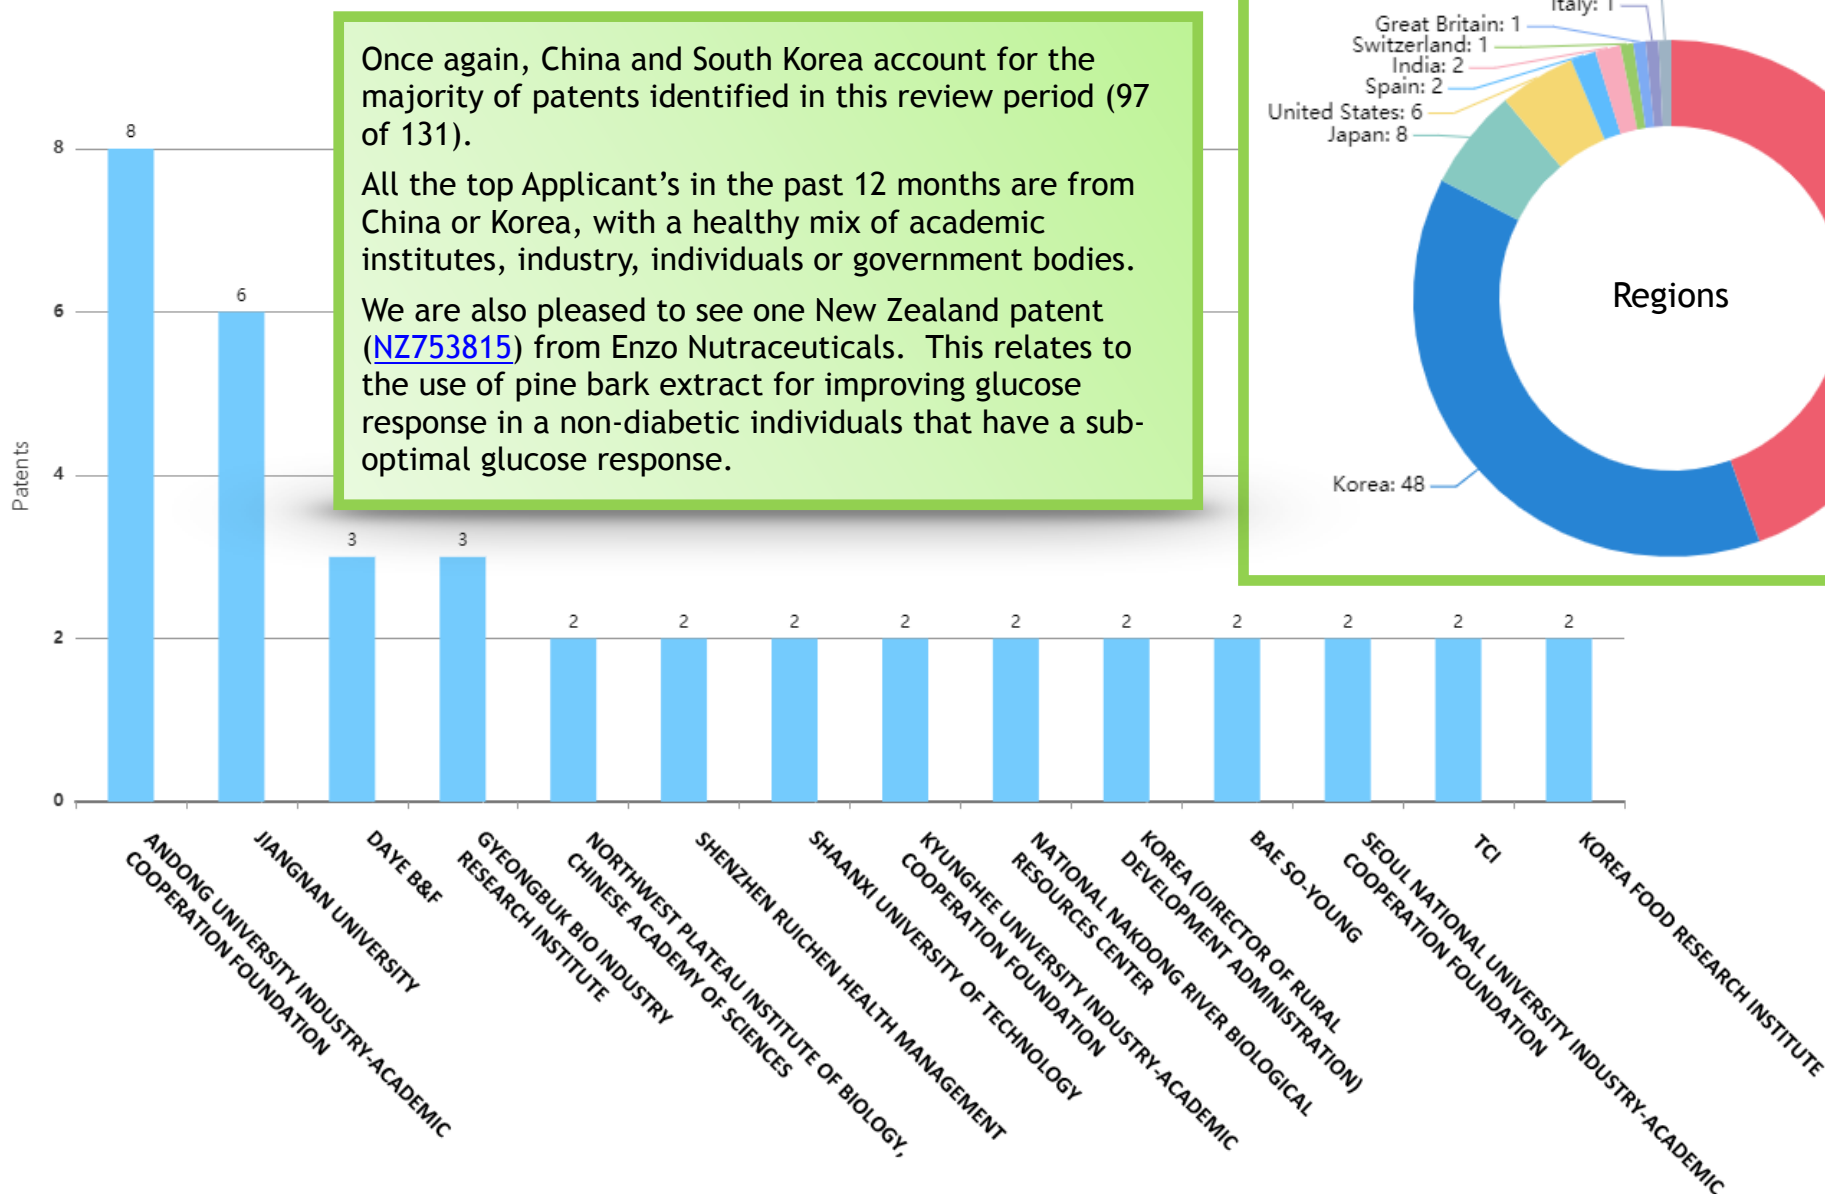 Once again, China and South Korea account for the
majority of patents identified in this review period (97
of 131).
All the top Applicant's in the past 12 months are from
China or Korea, with a healthy mix of academic
institutes, industry, individuals or government bodies.
We are also pleased to see one New Zealand patent
(NZ753815) from Enzo Nutraceuticals. This relates to
the use of pine bark extract for improving glucose
response in a non-diabetic individuals that have a sub-
optimal glucose response.
Italy: 1
Great Britain: 1
Switzerland: 1
India: 2
Spain: 2
United States: 6
Japan: 8
Korea: 48
Regions
Patents
8
6
4
2
0
8
6
3
3
2
2
2
2
2
2
2
2
2
2
ANDONG UNIVERSITY INDUSTRY-ACADEMIC
COOPERATION FOUNDATION
JIANGNAN UNIVERSITY
DAYE B&F
GYEONGBUK BIO INDUSTRY
RESEARCH INSTITUTE
NORTHWEST PLATEAU INSTITUTE OF BIOLOGY,
CHINESE ACADEMY OF SCIENCES
SHENZHEN RUICHEN HEALTH MANAGEMENT
SHAANXI UNIVERSITY OF TECHNOLOGY
KYUNGHEE UNIVERSITY INDUSTRY-ACADEMIC
COOPERATION FOUNDATION
NATIONAL NAKDONG RIVER BIOLOGICAL
RESOURCES CENTER
KOREA (DIRECTOR OF RURAL
DEVELOPMENT ADMINISTRATION)
BAE SO-YOUNG
SEOUL NATIONAL UNIVERSITY INDUSTRY-ACADEMIC
COOPERATION FOUNDATION
TCI
KOREA FOOD RESEARCH INSTITUTE